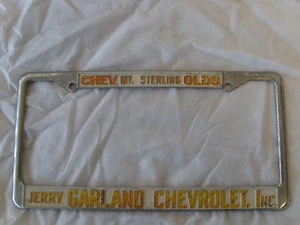 CHEV. MT. STERLING OLDS
JERRY GARLAND CHEVROLET, INC.